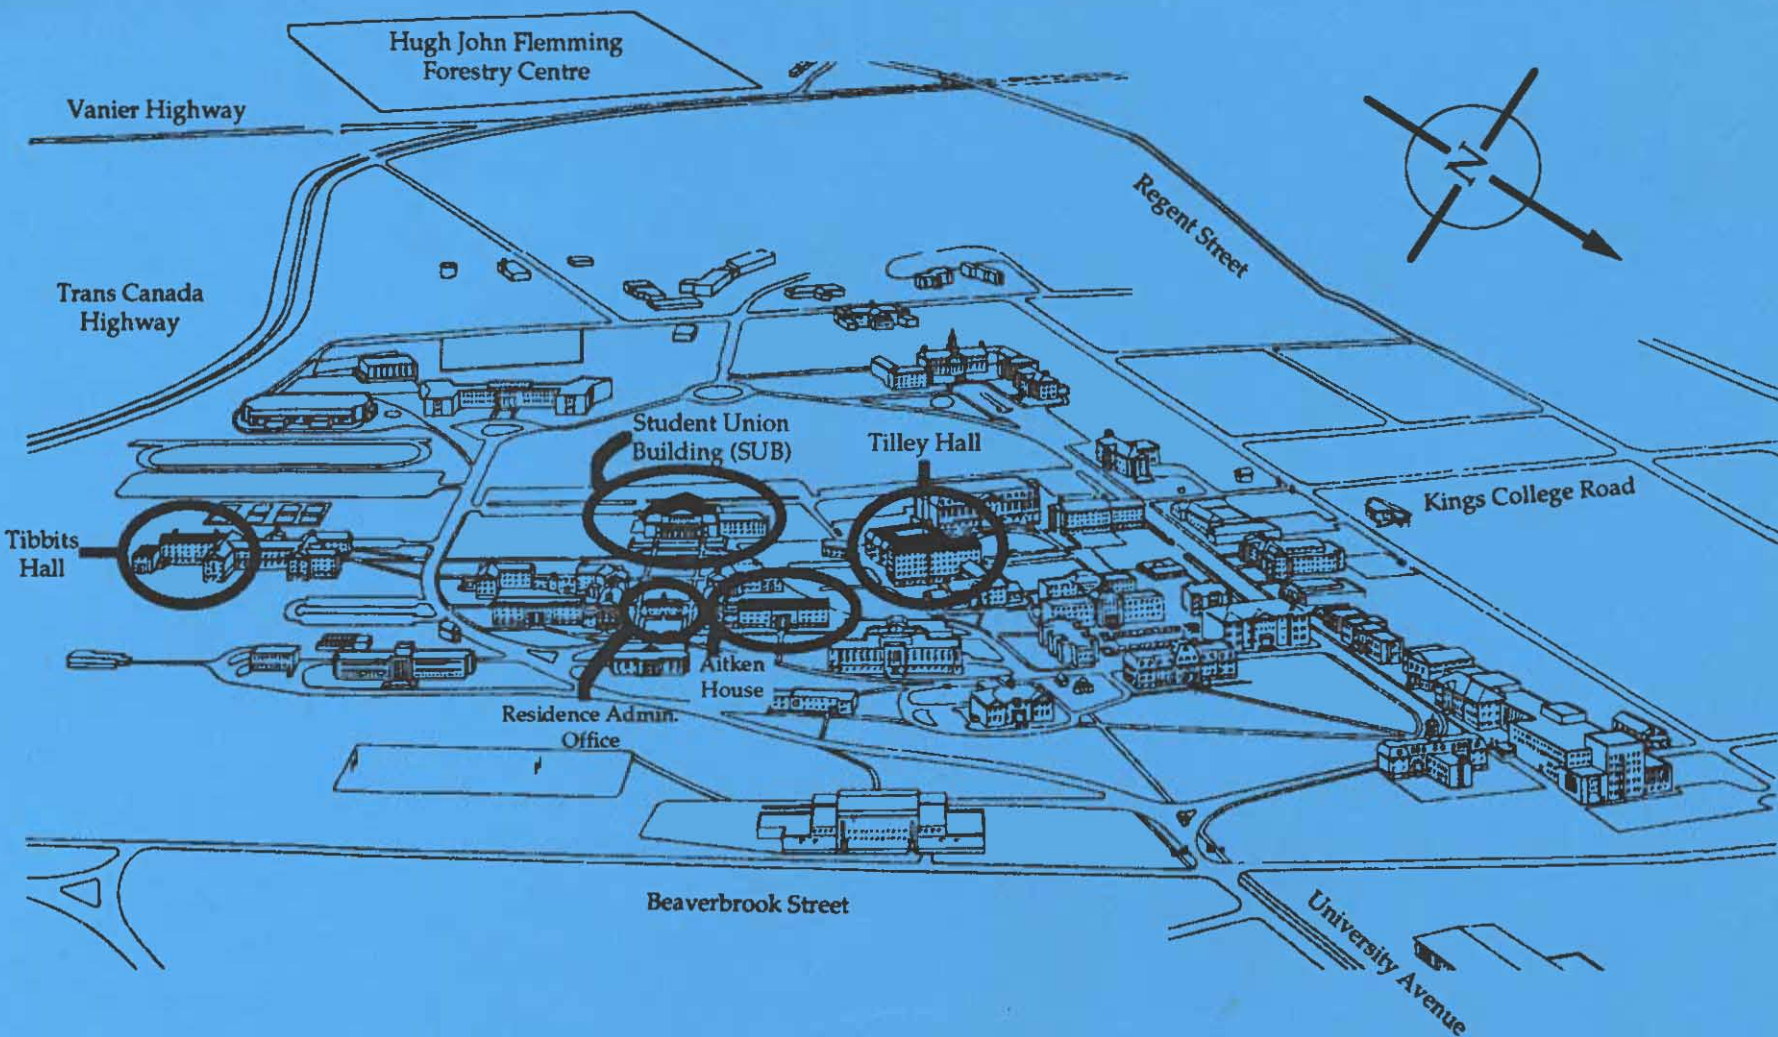 Hugh John Flemming
Forestry Centre
Vanier Highway
N
Regent Street
Trans Canada
Highway
Student Union
Building (SUB)
Tilley Hall
Kings College Road
Tibbits
Hall
Aitken
House
Residence Admin.
Office
Beaverbrook Street
University Avenue